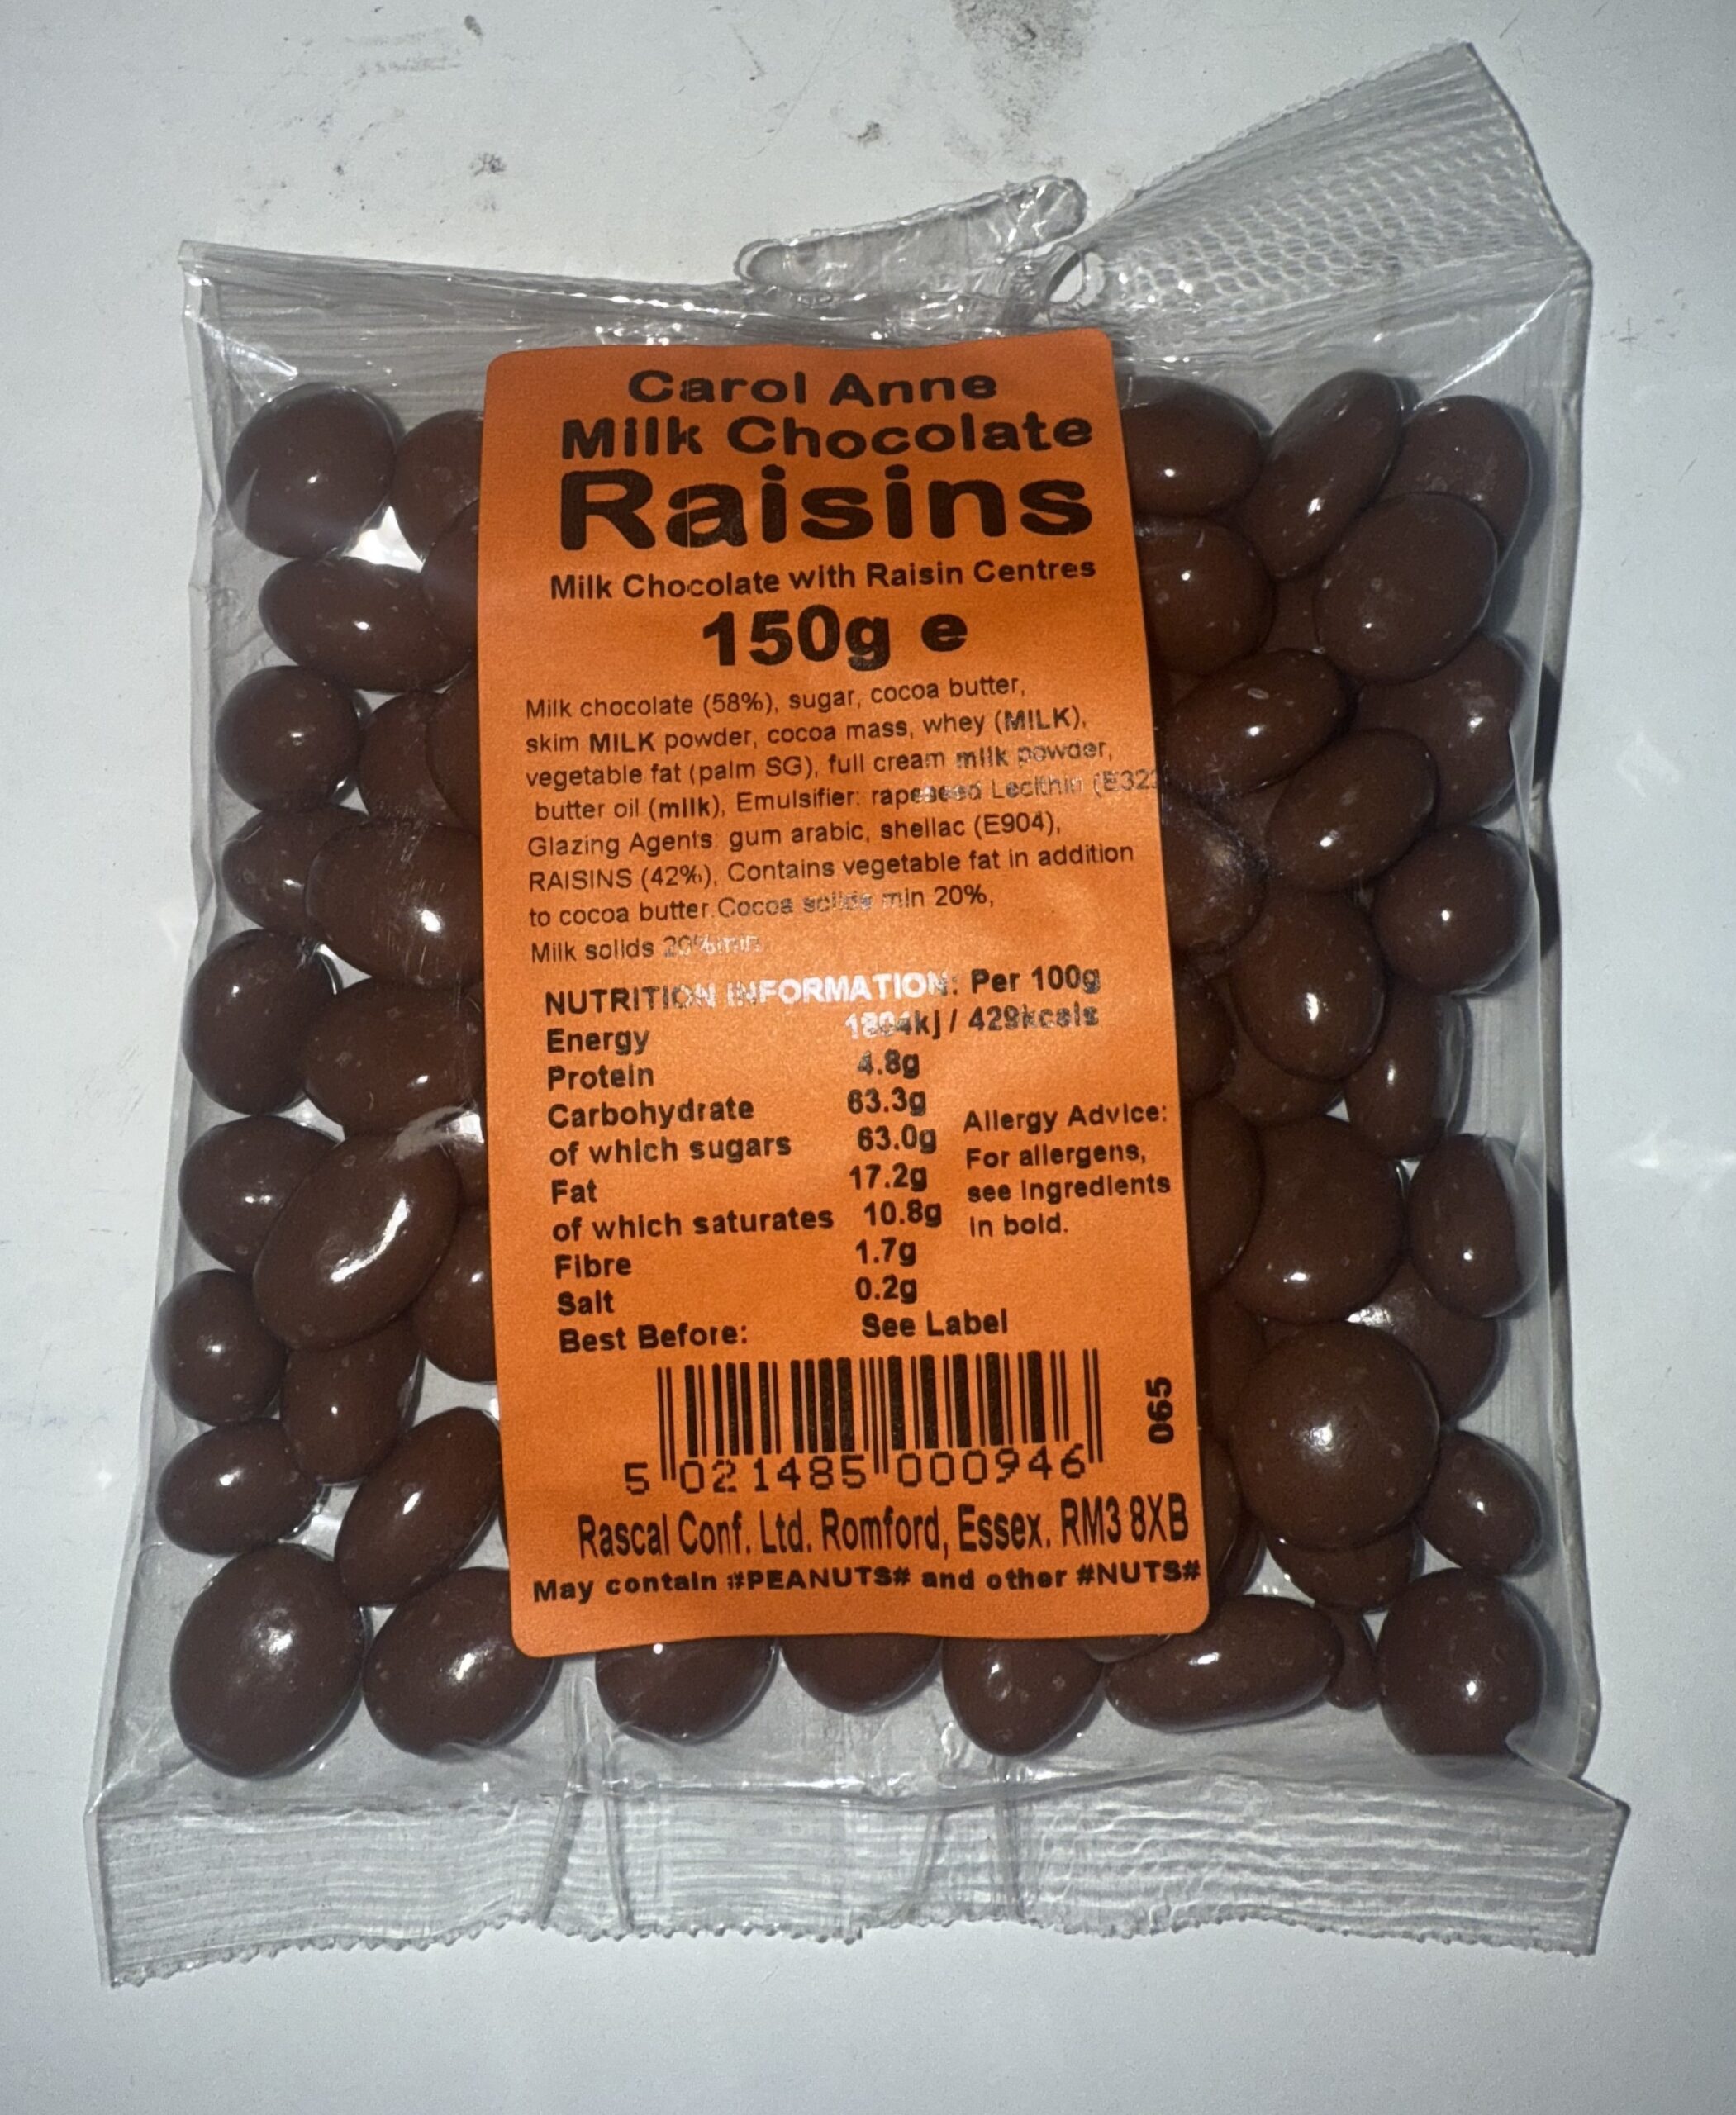 Carol Anne
Milk Chocolate
Raisins
Milk Chocolate with Raisin Centres
150g e
Milk chocolate (58%), sugar, cocoa butter,
skim MILK powder, cocoa mass, whey (MILK),
vegetable fat (palm SG), full cream milk powder,
butter oil (milk), Emulsifier: rapeseed Lecithin (E322
Glazing Agents: gum arabic, shellac (E904),
RAISINS (42%), Contains vegetable fat in addition
to cocoa butter.Cocoa solids min 20%,
Milk solids 20%min
NUTRITION INFORMATION: Per 100g
Energy kj / 429kcals
Protein 4.8g
Carbohydrate 63.3g
of which sugars 63.0g
Fat 17.2g
of which saturates 10.8g
Fibre 1.7g
Salt 0.2g
Best Before: See Label
Allergy Advice:
For allergens,
see ingredients
in bold.
065
5 021485 000946
Rascal Conf. Ltd. Romford, Essex. RM3 8XB
May contain #PEANUTS# and other #NUTS#